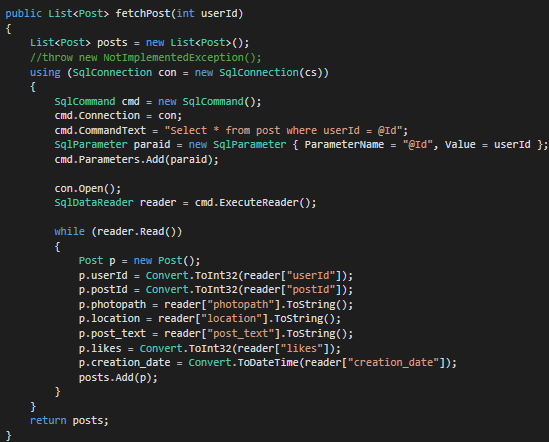 public List<Post> fetchPost(int userId)
{
    List<Post> posts = new List<Post>();
    //throw new NotImplementedException();
    using (SqlConnection con = new SqlConnection(cs))
    {
        SqlCommand cmd = new SqlCommand();
        cmd.Connection = con;
        cmd.CommandText = "Select * from post where userId = @Id";
        SqlParameter paraid = new SqlParameter { ParameterName = "@Id", Value = userId };
        cmd.Parameters.Add(paraid);

        con.Open();
        SqlDataReader reader = cmd.ExecuteReader();

        while (reader.Read())
        {
            Post p = new Post();
            p.userId = Convert.ToInt32(reader["userId"]);
            p.postId = Convert.ToInt32(reader["postId"]);
            p.photopath = reader["photopath"].ToString();
            p.location = reader["location"].ToString();
            p.post_text = reader["post_text"].ToString();
            p.likes = Convert.ToInt32(reader["likes"]);
            p.creation_date = Convert.ToDateTime(reader["creation_date"]);
            posts.Add(p);
        }
    }
    return posts;
}